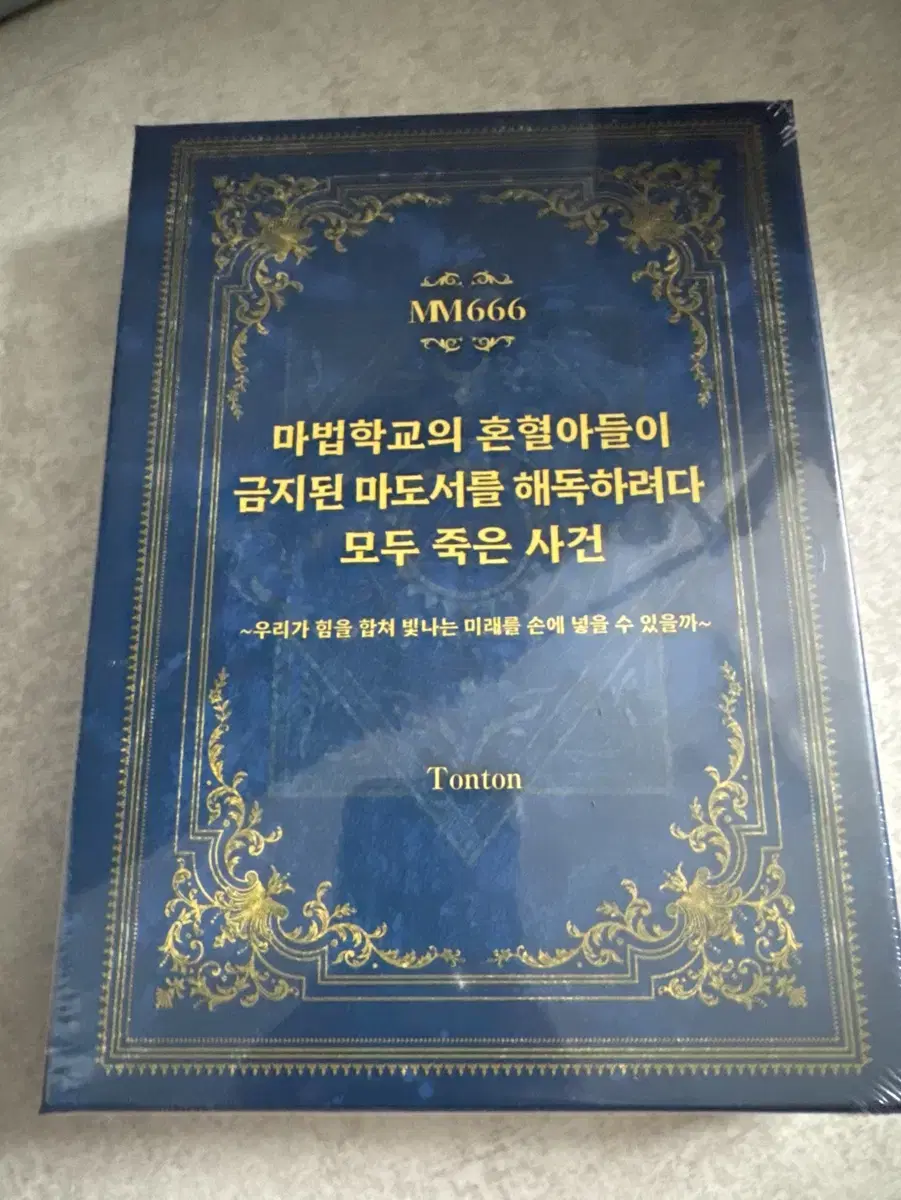 MM666
마법학교의 혼혈아들이
금지된 마도서를 해독하려다
모두 죽은 사건
~우리가 힘을 합쳐 빛나는 미래를 손에 넣을 수 있을까~
Tonton